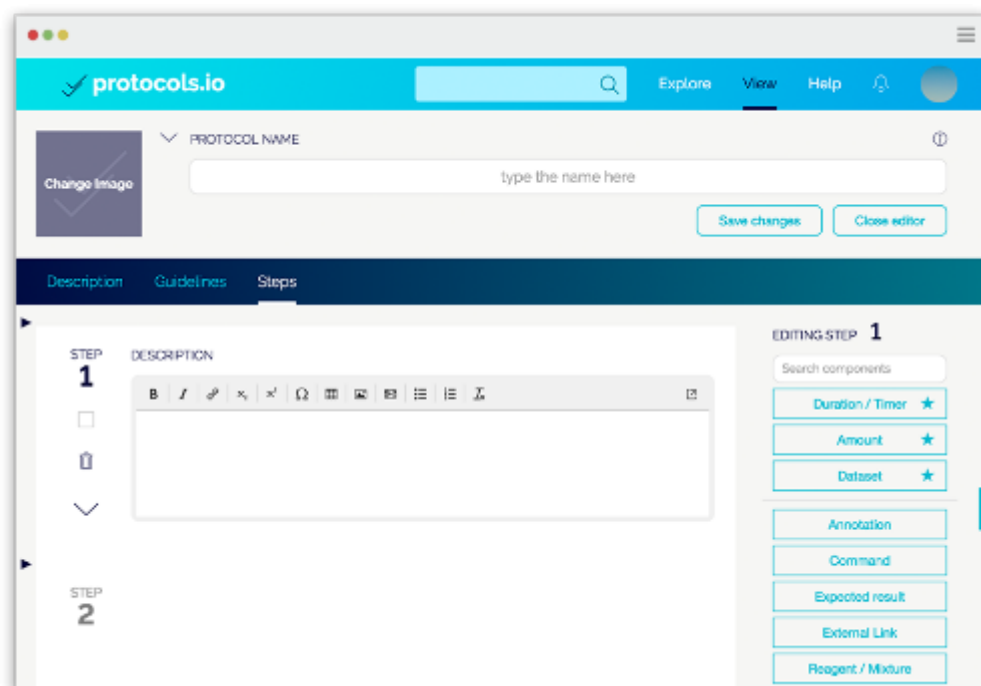 protocols.io
Explore
View
Help
PROTOCOL NAME
Change Image
type the name here
Save changes
Close editor
Description
Guidelines
Steps
EDITING STEP 1
STEP
1
DESCRIPTION
B I x, x¹ Ω
Search components
Duration / Timer ★
Amount ★
Dataset ★
Annotation
Command
Expected result
External Link
Reagent / Mixture
STEP
2